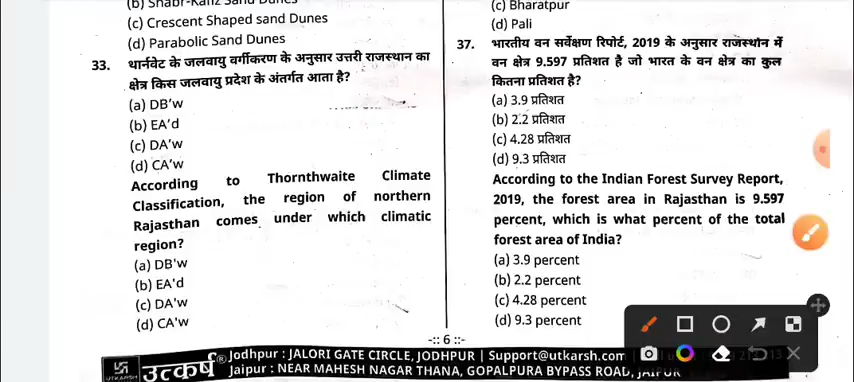 (b) Shabr-Kaniz Sand Dunes
(c) Crescent Shaped sand Dunes
(d) Parabolic Sand Dunes
33. थार्नवेट के जलवायु वर्गीकरण के अनुसार उत्तरी राजस्थान का
क्षेत्र किस जलवायु प्रदेश के अंतर्गत आता है?
(a) DB'w
(b) EA'd
(c) DA'w
(d) CA'w
According to Thornthwaite Climate
Classification, the region of northern
Rajasthan comes under which climatic
region?
(a) DB'w
(b) EA'd
(c) DA'w
(d) CA'w
(c) Bharatpur
(d) Pali
37. भारतीय वन सर्वेक्षण रिपोर्ट, 2019 के अनुसार राजस्थान में
वन क्षेत्र 9.597 प्रतिशत है जो भारत के वन क्षेत्र का कुल
कितना प्रतिशत है?
(a) 3.9 प्रतिशत
(b) 2.2 प्रतिशत
(c) 4.28 प्रतिशत
(d) 9.3 प्रतिशत
According to the Indian Forest Survey Report,
2019, the forest area in Rajasthan is 9.597
percent, which is what percent of the total
forest area of India?
(a) 3.9 percent
(b) 2.2 percent
(c) 4.28 percent
(d) 9.3 percent
-:: 6 ::-
UTKARSH उत्कर्ष ® Jodhpur : JALORI GATE CIRCLE, JODHPUR | Support@utkarsh.com
Jaipur : NEAR MAHESH NAGAR THANA, GOPALPURA BYPASS ROAD, JAIPUR